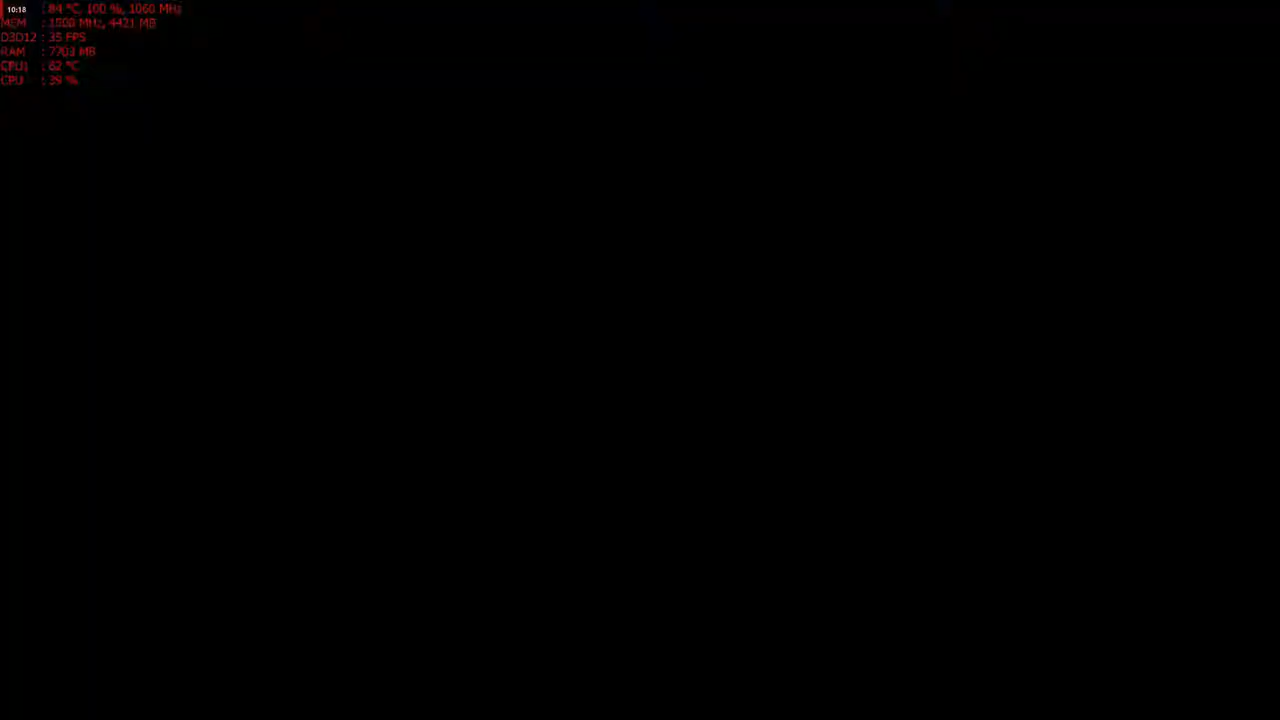 10:18 : 84 °C, 100 %, 1060 MHz
MEM : 1500 MHz, 4421 MB
D3D12 : 35 FPS
RAM : 7703 MB
CPU1 : 62 °C
CPU : 39 %